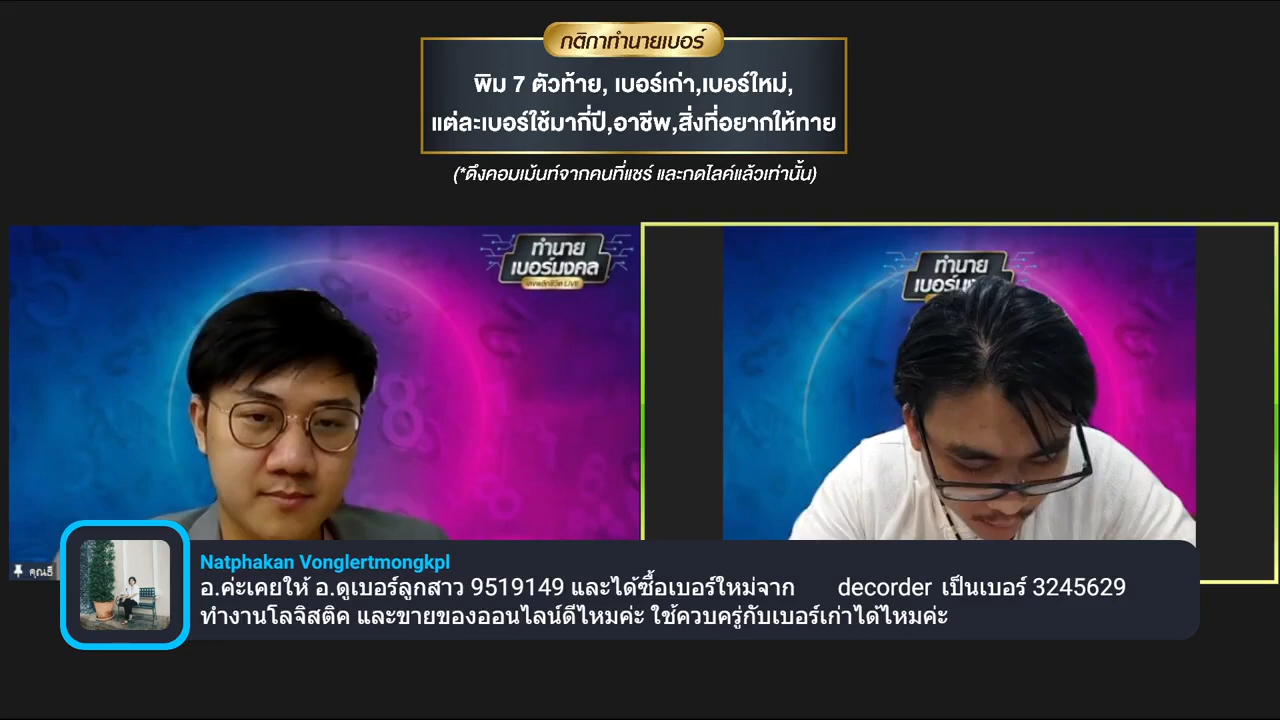 กติกาทำนายเบอร์
พิม 7 ตัวท้าย, เบอร์เก่า,เบอร์ใหม่,
แต่ละเบอร์ใช้มากี่ปี,อาชีพ,สิ่งที่อยากให้ทาย
(*ดึงคอมเม้นท์จากคนที่แชร์ และกดไลค์แล้วเท่านั้น)
ทำนาย
เบอร์มงคล
เลขพลิกชีวิต LIVE
ทำนาย
คุณธี
Natphakan Vonglertmongkpl
อ.ค่ะเคยให้ อ.ดูเบอร์ลูกสาว 9519149 และได้ซื้อเบอร์ใหม่จาก decorder เป็นเบอร์ 3245629
ทำงานโลจิสติค และขายของออนไลน์ดีไหมค่ะ ใช้ควบครู่กับเบอร์เก่าได้ไหมค่ะ